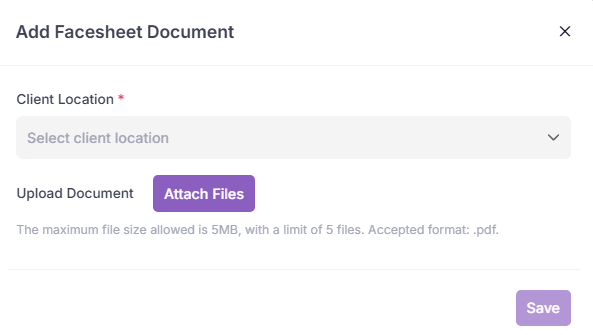 Add Facesheet Document
Client Location *
Select client location
Upload Document
Attach Files
The maximum file size allowed is 5MB, with a limit of 5 files. Accepted format: .pdf.
Save